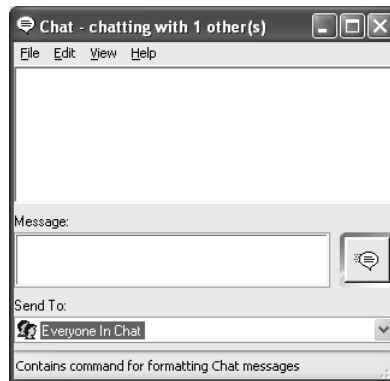 Chat - chatting with 1 other(s)
File Edit View Help
Message:
Send To:
Everyone In Chat
Contains command for formatting Chat messages